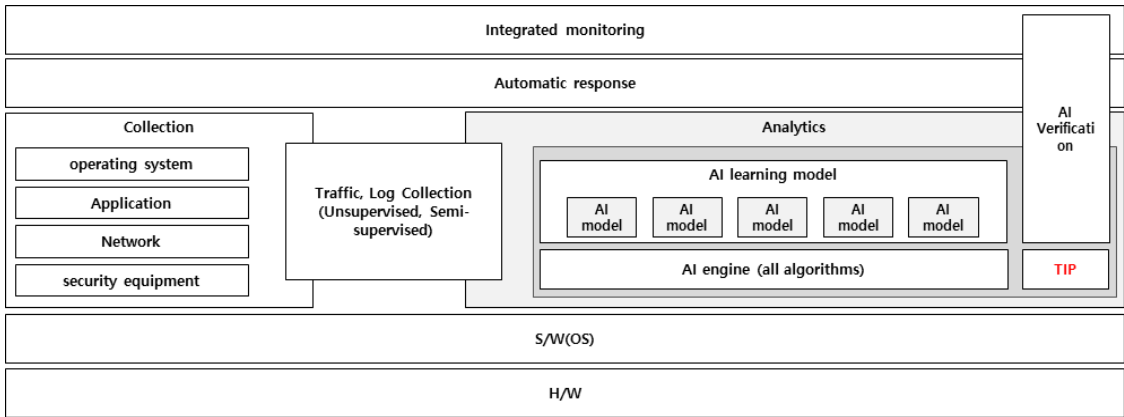 Integrated monitoring
Automatic response
Collection
operating system
Application
Network
security equipment
Traffic, Log Collection
(Unsupervised, Semi-
supervised)
Analytics
AI learning model
AI
model
AI
model
AI
model
AI
model
AI
model
AI engine (all algorithms)
AI
Verificati
on
TIP
S/W(OS)
H/W